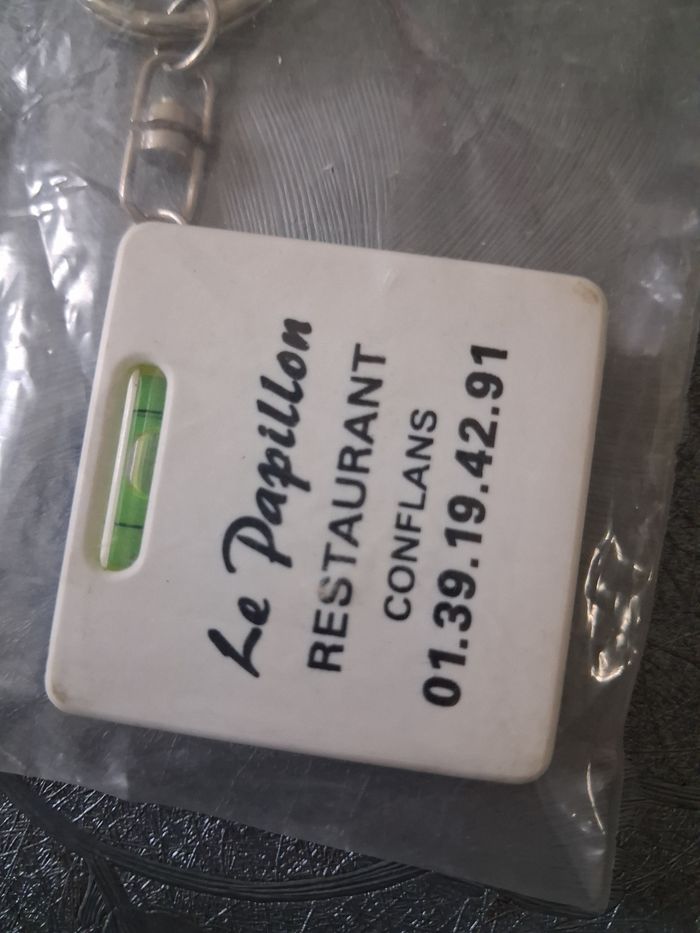 Le Papillon
RESTAURANT
CONFLANS
01.39.19.42.91